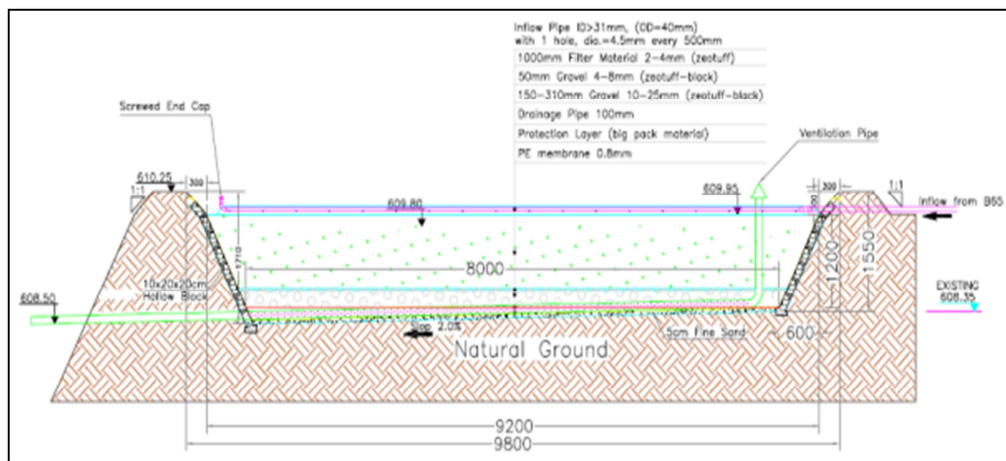 Inflow Pipe ID>31mm, (OD=40mm)
with 1 hole, dia.=4.5mm every 500mm
1000mm Filter Material 2-4mm (zeotuff)
50mm Gravel 4-8mm (zeotuff-black)
150-310mm Gravel 10-25mm (zeotuff-black)
Drainage Pipe 100mm
Protection Layer (big pack material)
PE membrane 0.8mm
Screwed End Cap
Ventilation Pipe
610.25
300
609.80
609.95
300
1:1
1:1
Inflow from B65
1710
8000
1200
1550
10x20x20cm
Hollow Block
608.50
EXISTING
608.35
Slop 2.0%
5cm Fine Sand
600
Natural Ground
9200
9800